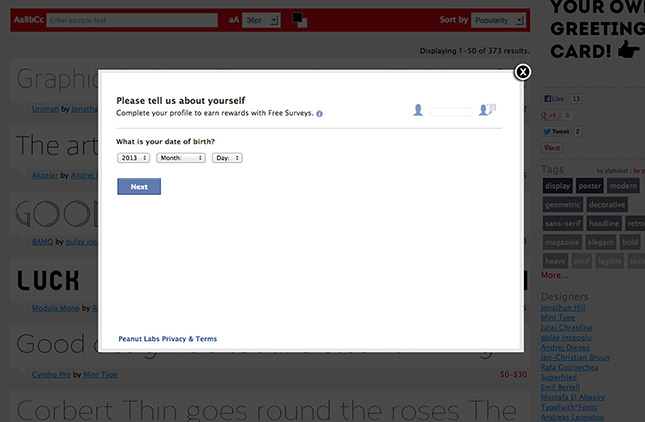 AaBbCc Enter sample text aA 36pt Sort by Popularity
YOUR OWN
GREETING
CARD!
Displaying 1-50 of 373 results.
Graphic
Uniman by Jonatha
The art
Akceler by Andrej
GOO
BAMQ by gulay ince
LUCK
Modula Mono by R
Good
Cyntho Pro by Mint Type
$0-$30
Corbert Thin goes round the roses The
X
Please tell us about yourself
Complete your profile to earn rewards with Free Surveys.
What is your date of birth?
2013 Month: Day:
Next
Peanut Labs Privacy & Terms
Like 13
+1 0
Tweet 2
Pin it
Tags by alphabet | by p
display poster modern
geometric decorative
sans-serif headline retro
magazine elegant bold
heavy serif legible tech
More...
Designers
Jonathan Hill
Mint Type
Juraj Chrastina
gulay inceoglu
Andrej Dienes
Jan-Christian Bruun
Rafa Goicoechea
Superfried
Emil Bertell
Mostafa El Abasiry
TypeFaith*Fonts
Andreas Leonidou